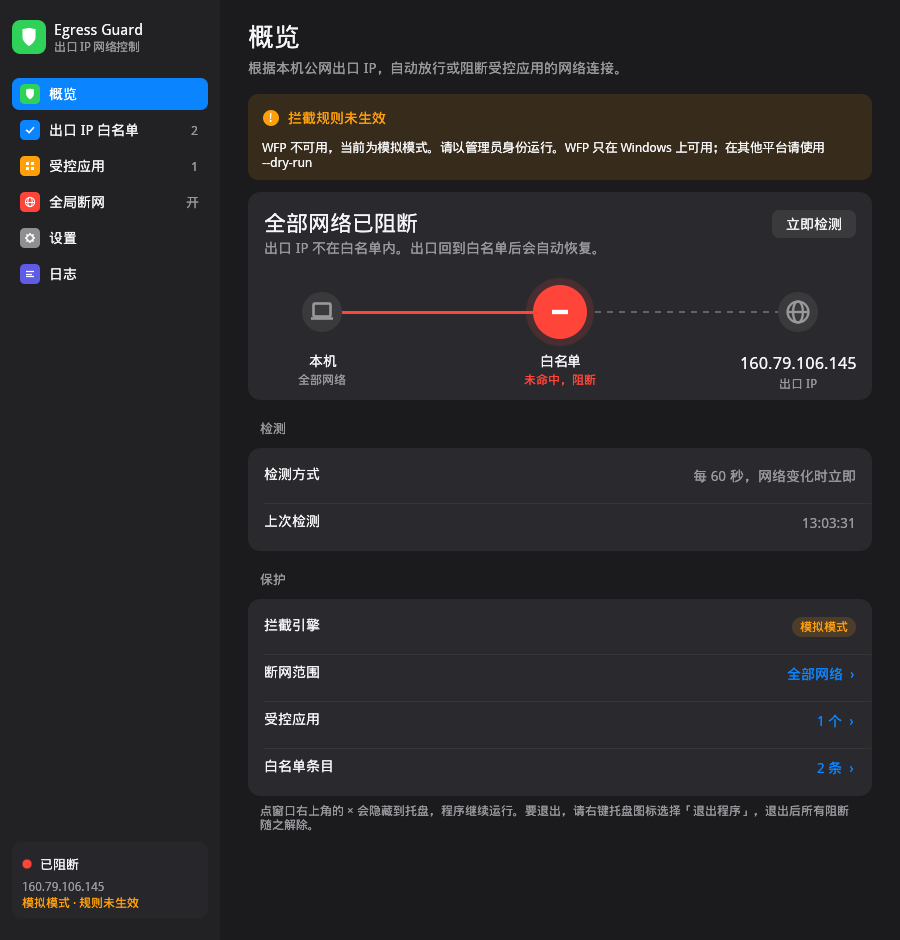 Egress Guard
出口 IP 网络控制
概览
出口 IP 白名单 2
受控应用 1
全局断网 开
设置
日志
已阻断
160.79.106.145
模拟模式 · 规则未生效
概览
根据本机公网出口 IP，自动放行或阻断受控应用的网络连接。
! 拦截规则未生效
WFP 不可用，当前为模拟模式。请以管理员身份运行。WFP 只在 Windows 上可用；在其他平台请使用
--dry-run
全部网络已阻断
立即检测
出口 IP 不在白名单内。出口回到白名单后会自动恢复。
本机
全部网络
白名单
未命中，阻断
160.79.106.145
出口 IP
检测
检测方式 每 60 秒，网络变化时立即
上次检测 13:03:31
保护
拦截引擎 模拟模式
断网范围 全部网络 ›
受控应用 1 个 ›
白名单条目 2 条 ›
点窗口右上角的 × 会隐藏到托盘，程序继续运行。要退出，请右键托盘图标选择「退出程序」，退出后所有阻断
随之解除。